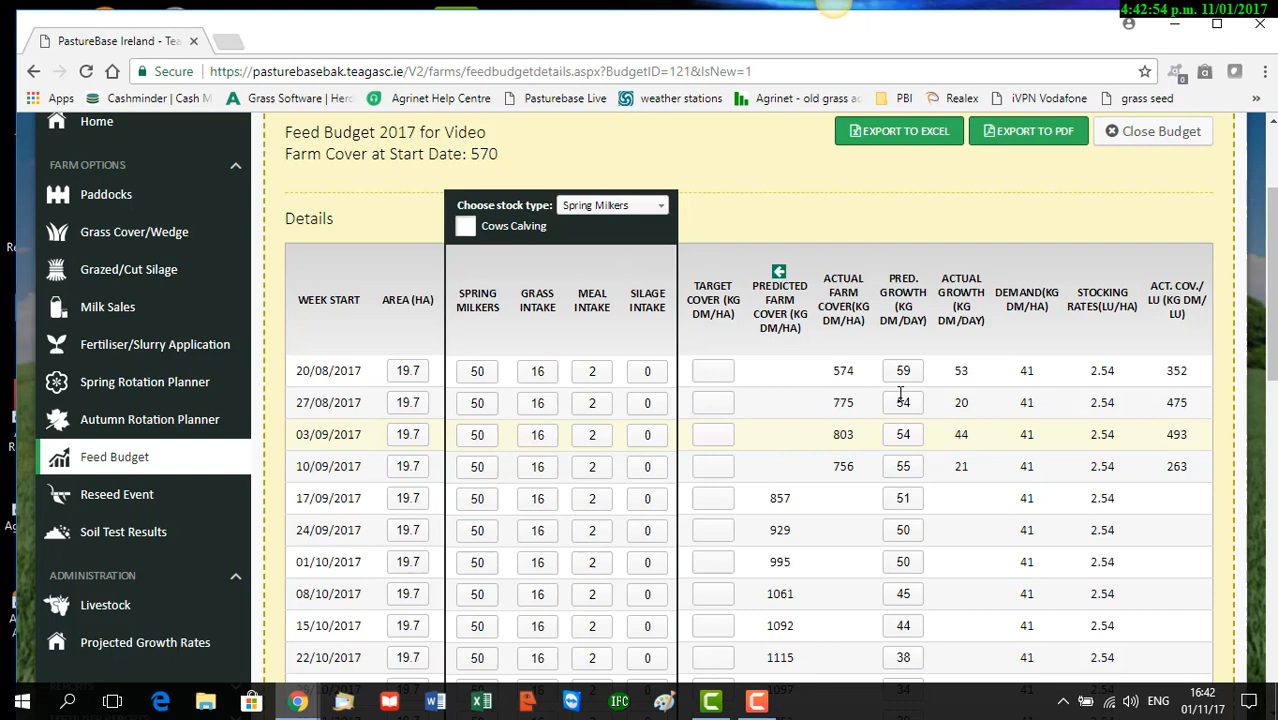 4:42:54 p.m. 11/01/2017
PastureBase Ireland - Tea
Secure https://pasturebasebak.teagasc.ie/V2/farms/feedbudgetdetails.aspx?BudgetID=121&IsNew=1
Apps Cashminder | Cash M Grass Software | Herd Agrinet Help Centre Pasturebase Live weather stations Agrinet - old grass ac PBI Realex iVPN Vodafone grass seed »
Home
FARM OPTIONS
Paddocks
Grass Cover/Wedge
Grazed/Cut Silage
Milk Sales
Fertiliser/Slurry Application
Spring Rotation Planner
Autumn Rotation Planner
Feed Budget
Reseed Event
Soil Test Results
ADMINISTRATION
Livestock
Projected Growth Rates
Feed Budget 2017 for Video
Farm Cover at Start Date: 570
EXPORT TO EXCEL EXPORT TO PDF Close Budget
Details
Choose stock type: Spring Milkers
Cows Calving
WEEK START AREA (HA) SPRING MILKERS GRASS INTAKE MEAL INTAKE SILAGE INTAKE TARGET COVER (KG DM/HA) PREDICTED FARM COVER (KG DM/HA) ACTUAL FARM COVER(KG DM/HA) PRED. GROWTH (KG DM/DAY) ACTUAL GROWTH (KG DM/DAY) DEMAND(KG DM/HA) STOCKING RATES(LU/HA) ACT. COV./ LU (KG DM/ LU)
20/08/2017 19.7 50 16 2 0 574 59 53 41 2.54 352
27/08/2017 19.7 50 16 2 0 775 54 20 41 2.54 475
03/09/2017 19.7 50 16 2 0 803 54 44 41 2.54 493
10/09/2017 19.7 50 16 2 0 756 55 21 41 2.54 263
17/09/2017 19.7 50 16 2 0 857 51 41 2.54
24/09/2017 19.7 50 16 2 0 929 50 41 2.54
01/10/2017 19.7 50 16 2 0 995 50 41 2.54
08/10/2017 19.7 50 16 2 0 1061 45 41 2.54
15/10/2017 19.7 50 16 2 0 1092 44 41 2.54
22/10/2017 19.7 50 16 2 0 1115 38 41 2.54
ENG
16:42
01/11/17
IFC